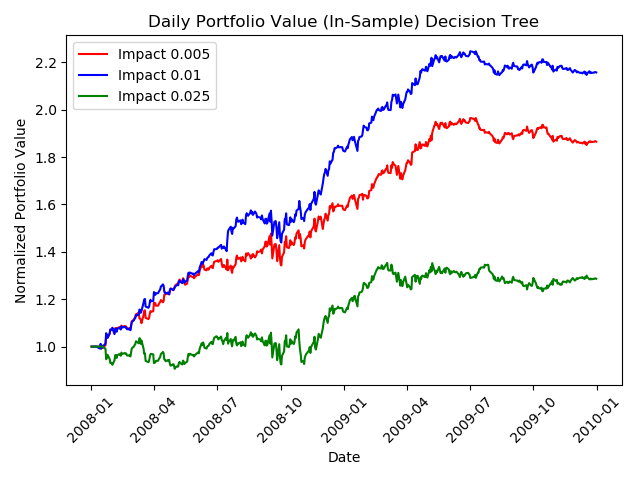 Daily Portfolio Value (In-Sample) Decision Tree
Impact 0.005
Impact 0.01
Impact 0.025
Normalized Portfolio Value
2.2
2.0
1.8
1.6
1.4
1.2
1.0
2008-01
2008-04
2008-07
2008-10
2009-01
2009-04
2009-07
2009-10
2010-01
Date